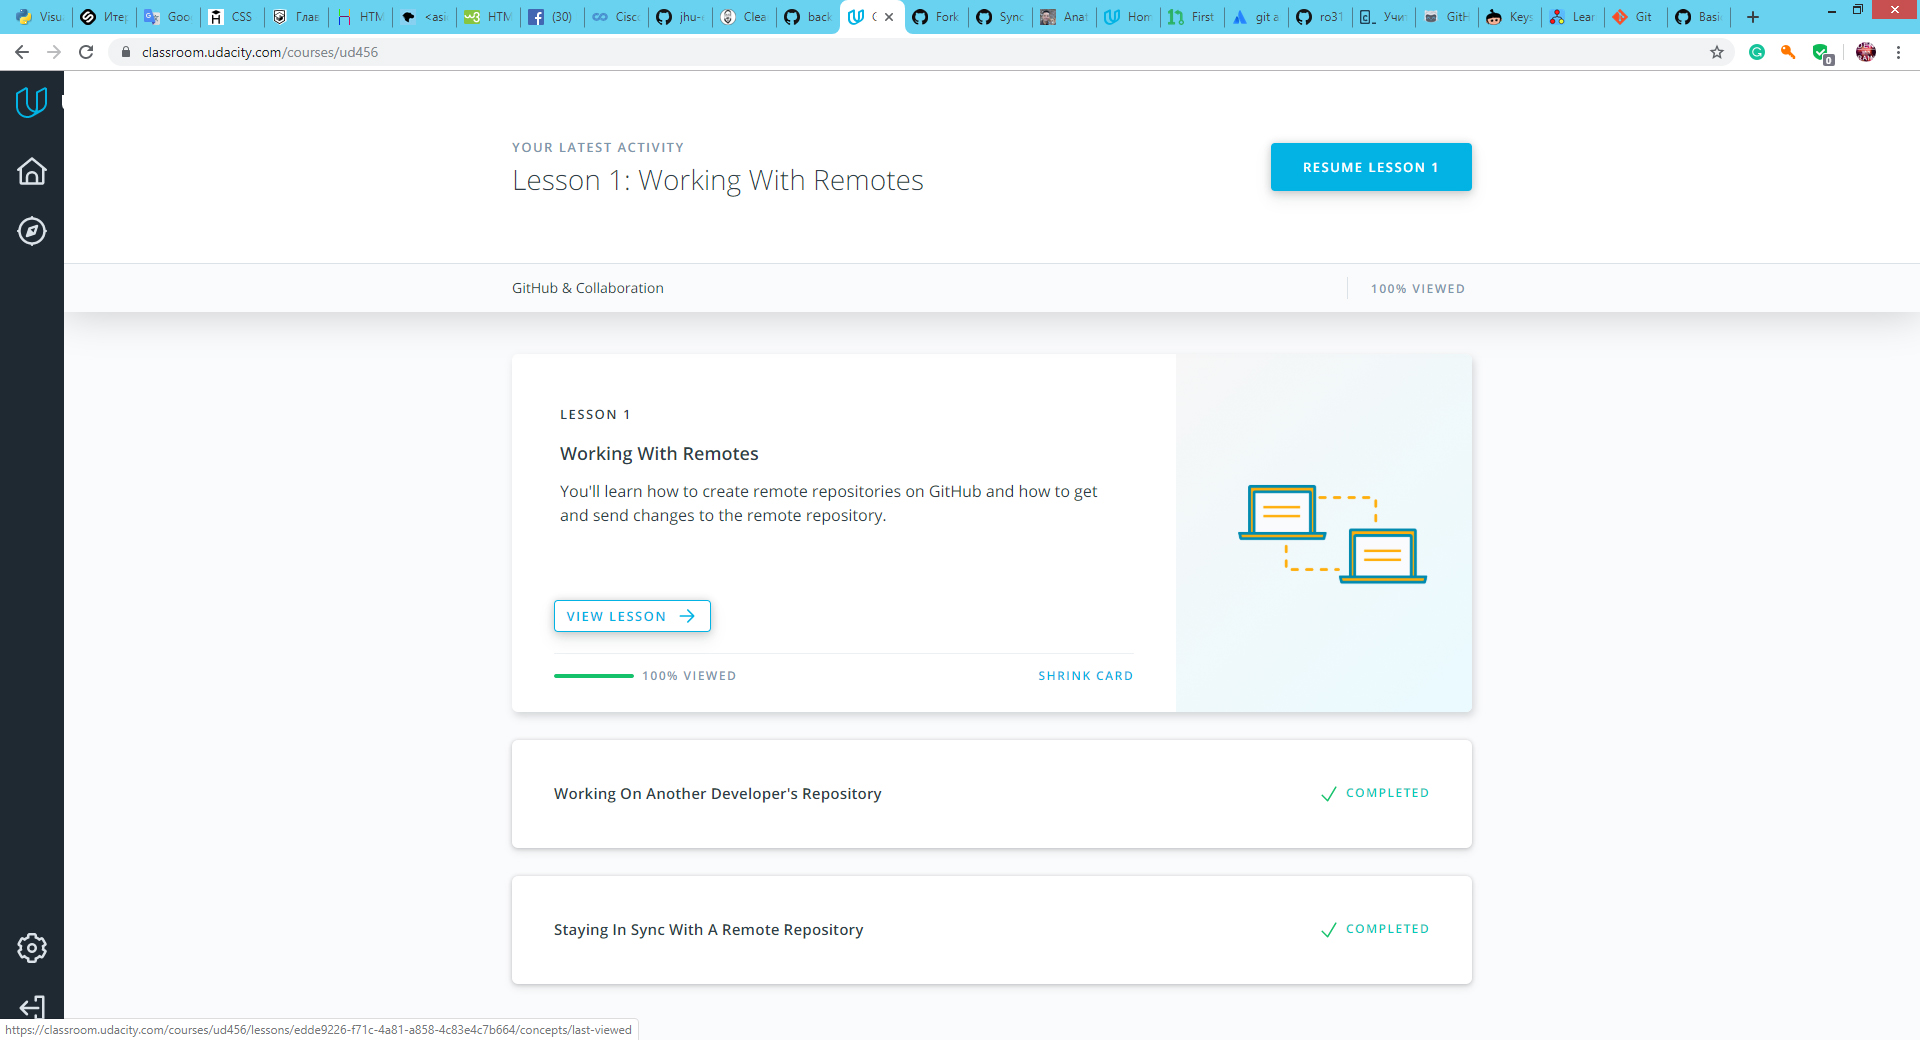 Visu
Итер
Goo
CSS
Глав
HTM
<asi
HTM
(30)
Cisc
jhu-
Clea
back
Fork
Sync
Anat
Hom
First
git a
ro31
Учи
GitH
Keys
Lear
Git
Basi
classroom.udacity.com/courses/ud456
0
YOUR LATEST ACTIVITY
Lesson 1: Working With Remotes
RESUME LESSON 1
GitHub & Collaboration
100% VIEWED
LESSON 1
Working With Remotes
You'll learn how to create remote repositories on GitHub and how to get
and send changes to the remote repository.
VIEW LESSON
100% VIEWED
SHRINK CARD
Working On Another Developer's Repository
COMPLETED
Staying In Sync With A Remote Repository
COMPLETED
https://classroom.udacity.com/courses/ud456/lessons/edde9226-f71c-4a81-a858-4c83e4c7b664/concepts/last-viewed